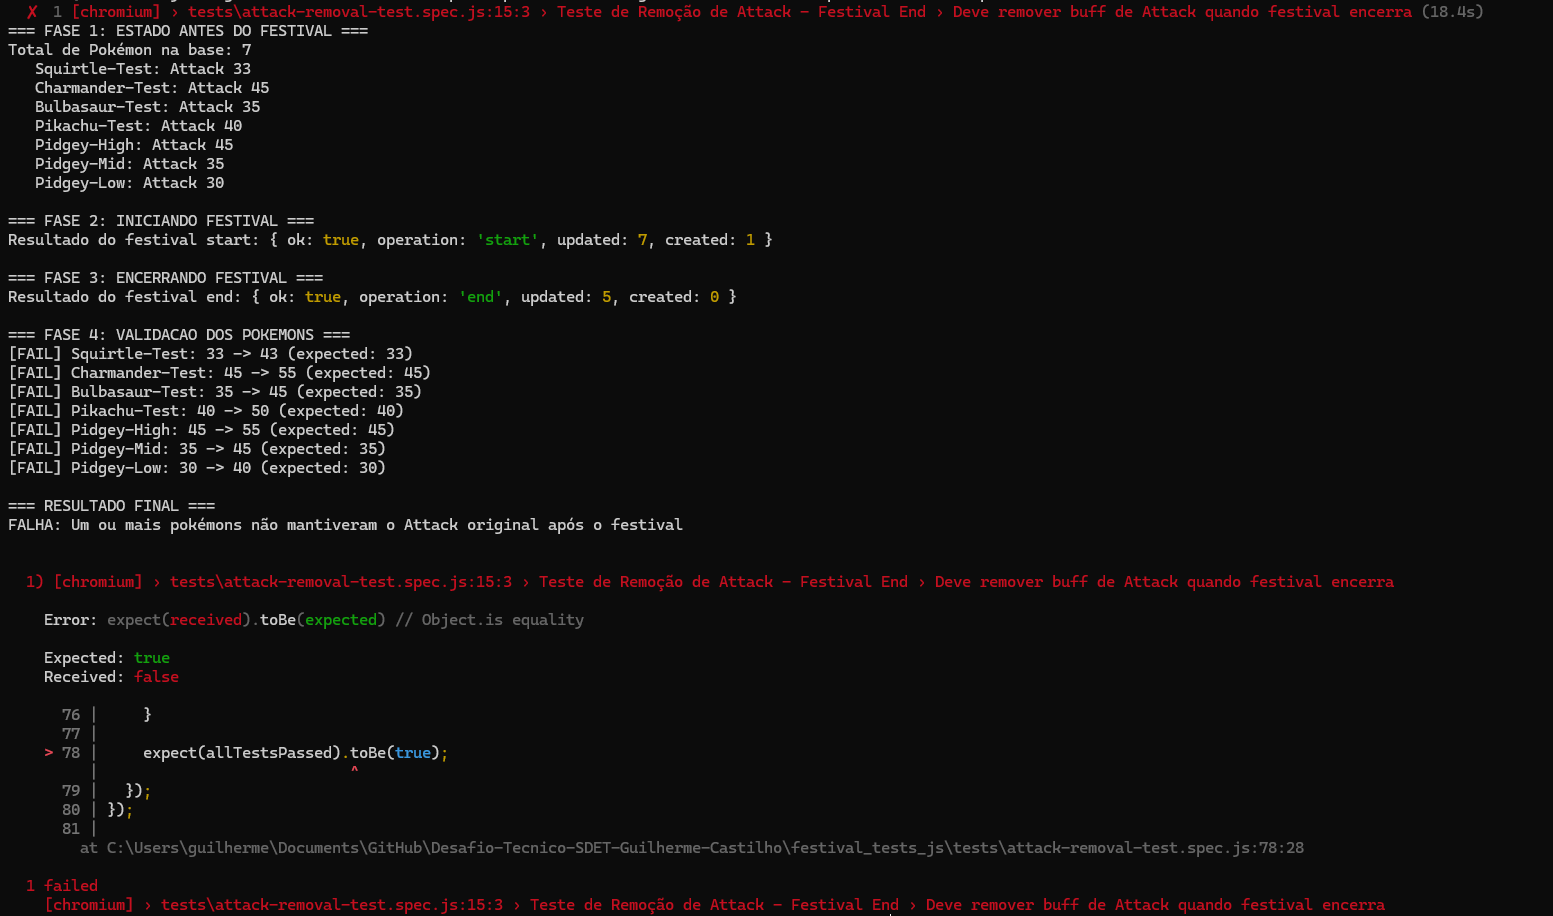 ✗ 1 [chromium] › tests\attack-removal-test.spec.js:15:3 › Teste de Remoção de Attack - Festival End › Deve remover buff de Attack quando festival encerra (18.4s)
=== FASE 1: ESTADO ANTES DO FESTIVAL ===
Total de Pokémon na base: 7
Squirtle-Test: Attack 33
Charmander-Test: Attack 45
Bulbasaur-Test: Attack 35
Pikachu-Test: Attack 40
Pidgey-High: Attack 45
Pidgey-Mid: Attack 35
Pidgey-Low: Attack 30
=== FASE 2: INICIANDO FESTIVAL ===
Resultado do festival start: { ok: true, operation: 'start', updated: 7, created: 1 }
=== FASE 3: ENCERRANDO FESTIVAL ===
Resultado do festival end: { ok: true, operation: 'end', updated: 5, created: 0 }
=== FASE 4: VALIDACAO DOS POKEMONS ===
[FAIL] Squirtle-Test: 33 -> 43 (expected: 33)
[FAIL] Charmander-Test: 45 -> 55 (expected: 45)
[FAIL] Bulbasaur-Test: 35 -> 45 (expected: 35)
[FAIL] Pikachu-Test: 40 -> 50 (expected: 40)
[FAIL] Pidgey-High: 45 -> 55 (expected: 45)
[FAIL] Pidgey-Mid: 35 -> 45 (expected: 35)
[FAIL] Pidgey-Low: 30 -> 40 (expected: 30)
=== RESULTADO FINAL ===
FALHA: Um ou mais pokémons não mantiveram o Attack original após o festival
1) [chromium] › tests\attack-removal-test.spec.js:15:3 › Teste de Remoção de Attack - Festival End › Deve remover buff de Attack quando festival encerra
Error: expect(received).toBe(expected) // Object.is equality
Expected: true
Received: false
76 | }
77 |
> 78 | expect(allTestsPassed).toBe(true);
| ^
79 | });
80 | });
81 |
at C:\Users\guilherme\Documents\GitHub\Desafio-Tecnico-SDET-Guilherme-Castilho\festival_tests_js\tests\attack-removal-test.spec.js:78:28
1 failed
[chromium] › tests\attack-removal-test.spec.js:15:3 › Teste de Remoção de Attack - Festival End › Deve remover buff de Attack quando festival encerra